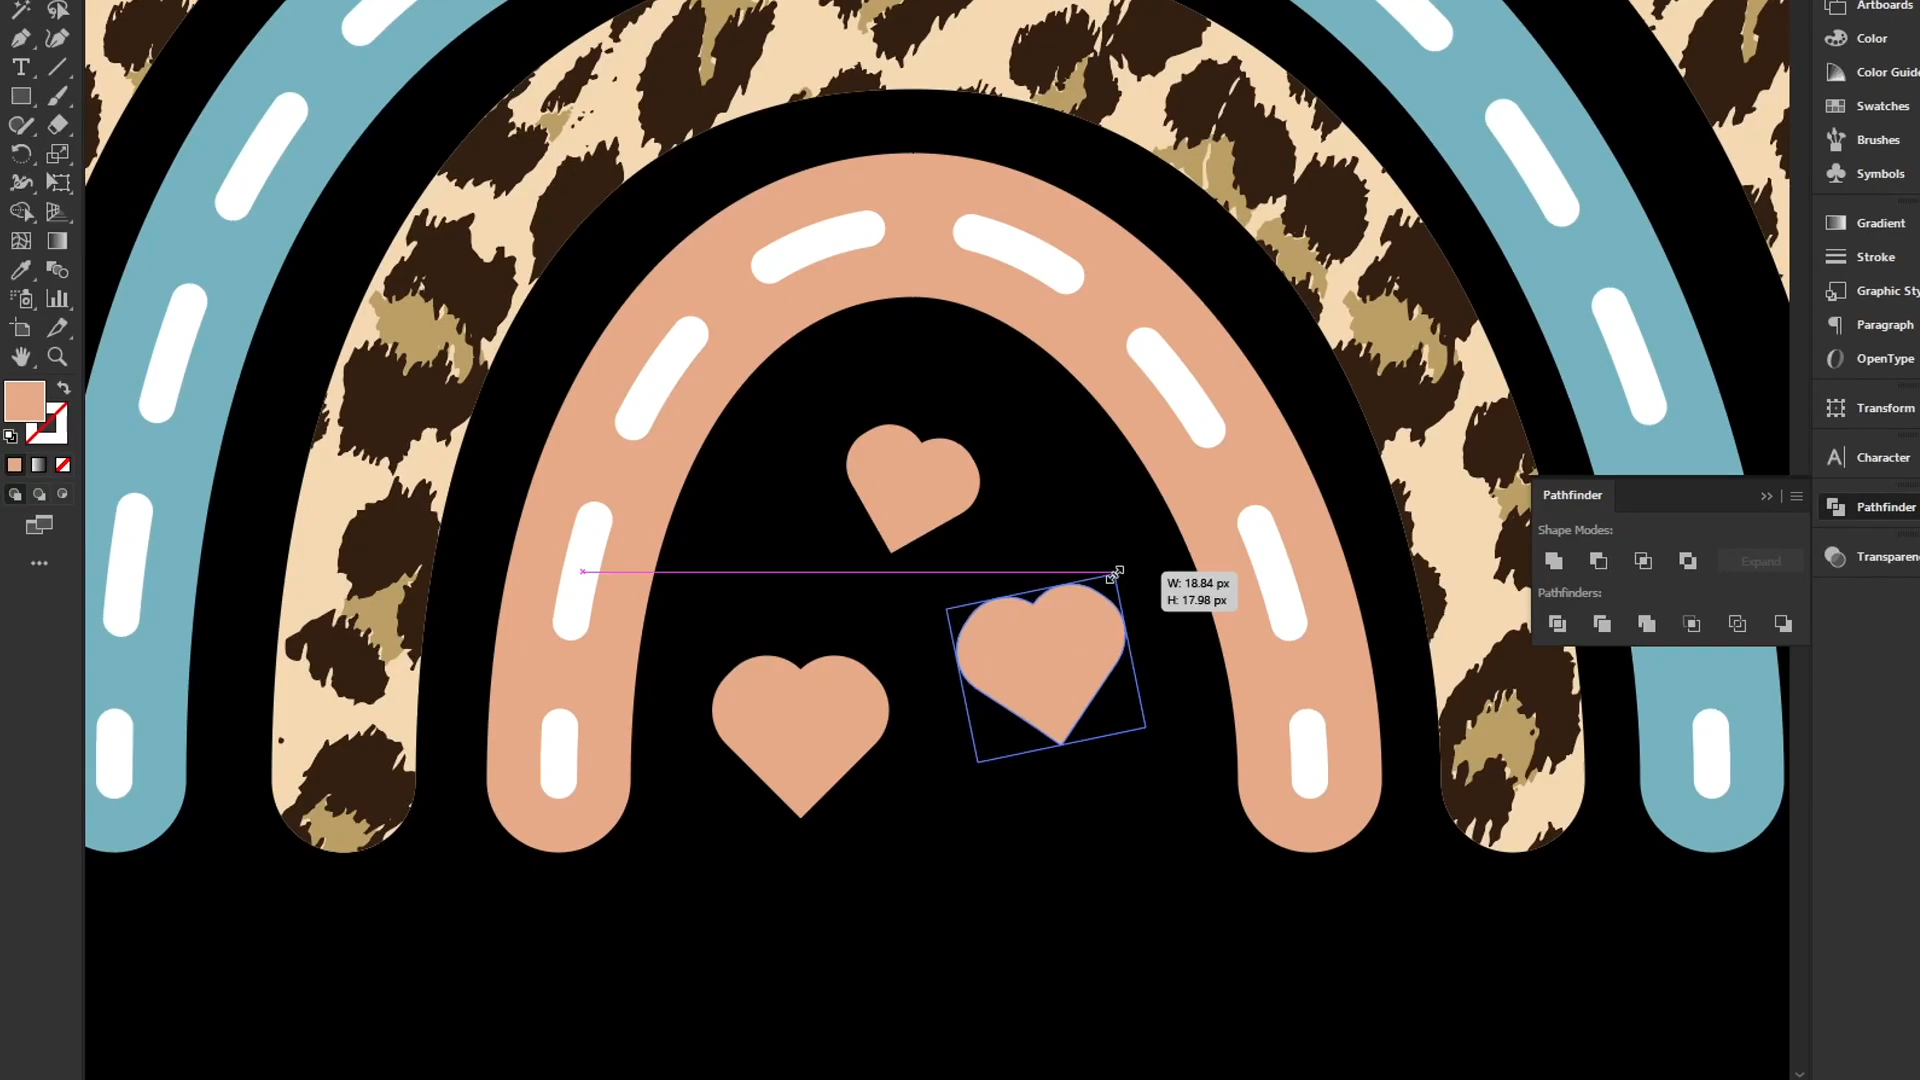 Artboards
Color
Color Guide
Swatches
Brushes
Symbols
Gradient
Stroke
Graphic Sty
Paragraph
OpenType
Transform
Character
Pathfinder
Transparen
Pathfinder
Shape Modes:
Expand
Pathfinders:
W: 18.84 px
H: 17.98 px